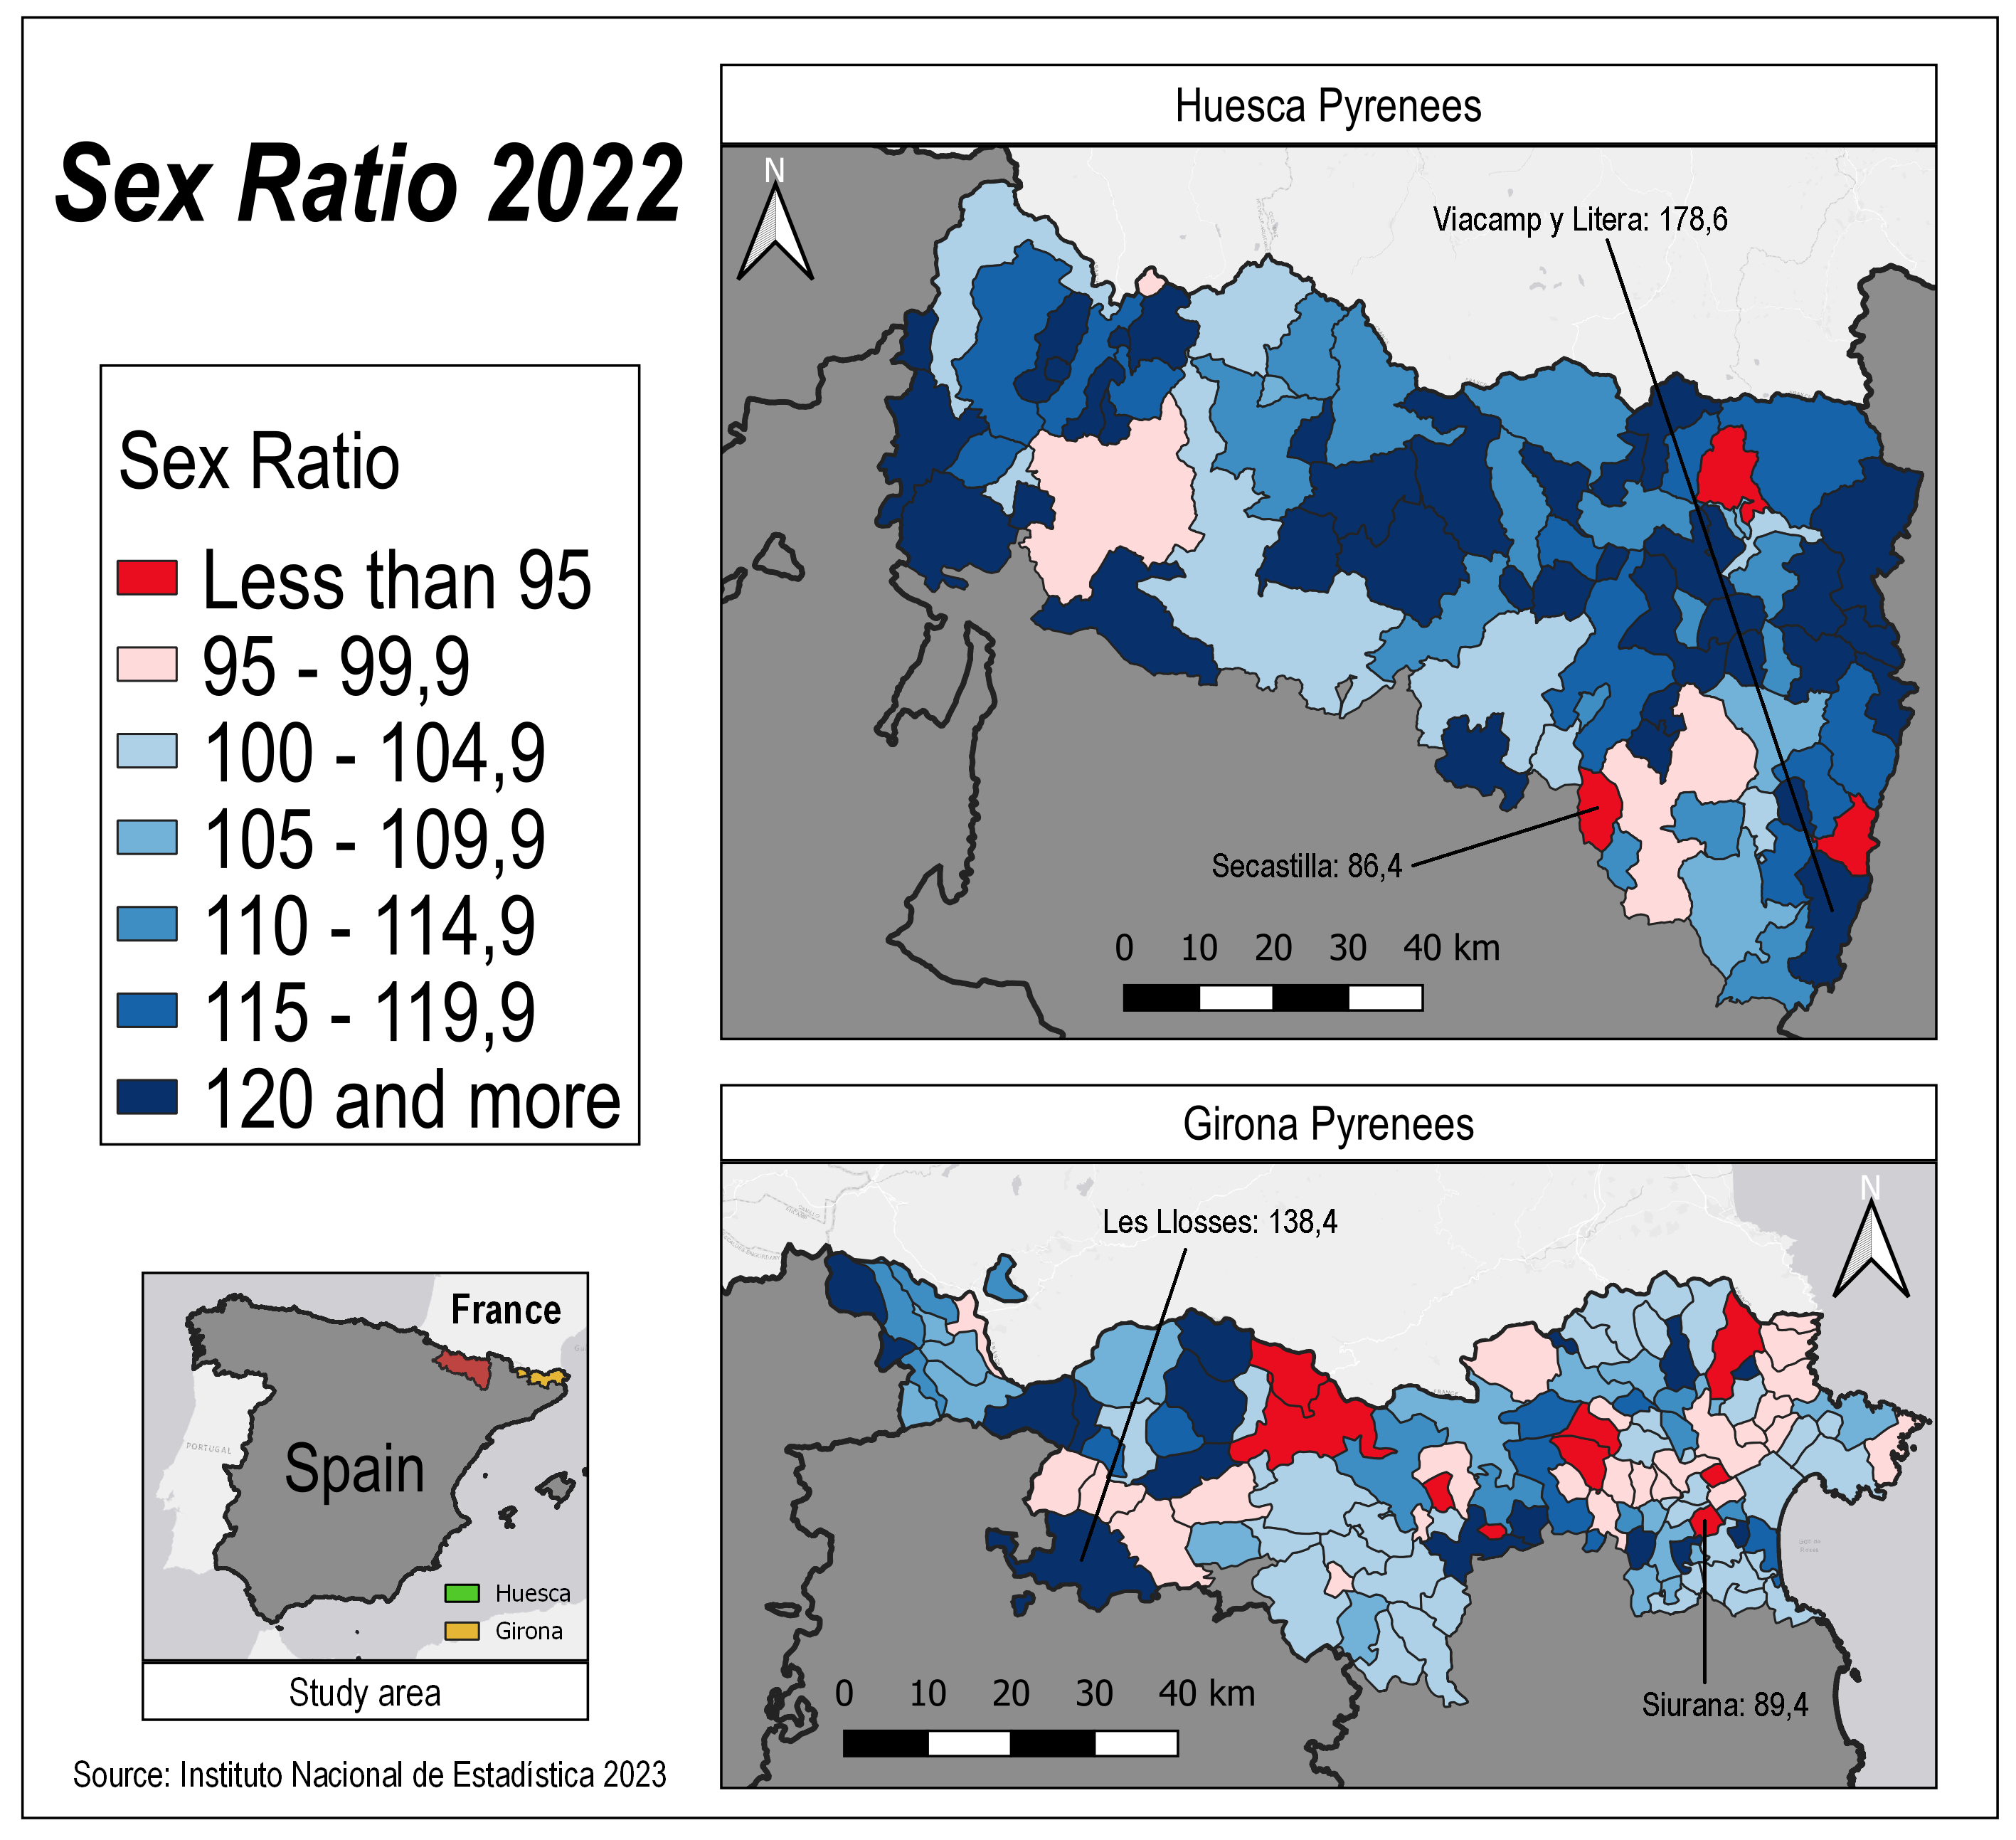 Sex Ratio 2022
Sex Ratio
Less than 95
95 - 99,9
100 - 104,9
105 - 109,9
110 - 114,9
115 - 119,9
120 and more
France
PORTUGAL
Spain
Huesca
Girona
Study area
Source: Instituto Nacional de Estadística 2023
Huesca Pyrenees
N
Viacamp y Litera: 178,6
Secastilla: 86,4
0 10 20 30 40 km
Girona Pyrenees
N
Les Llosses: 138,4
Siurana: 89,4
0 10 20 30 40 km